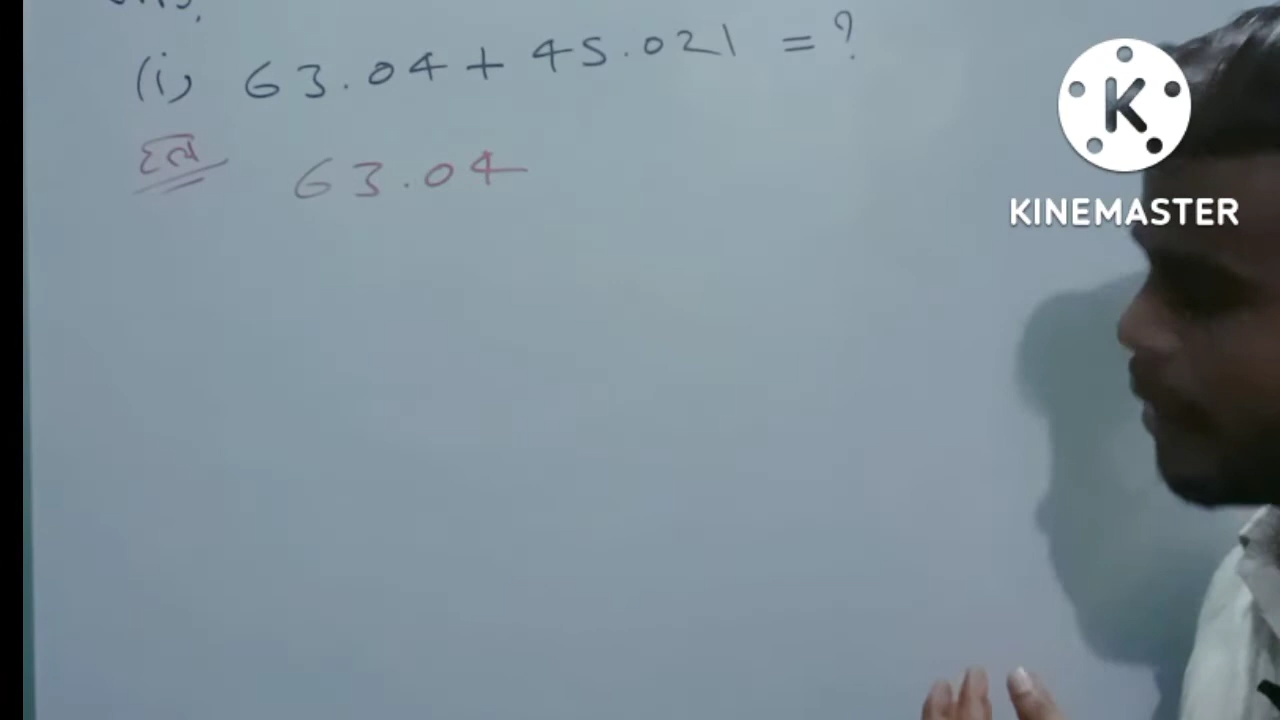 (i) 63.04 + 45.021 = ?
हल 63.04
KINEMASTER